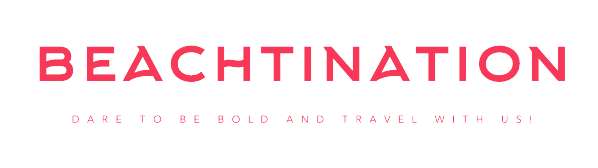 BEACHTINATION
DARE TO BE BOLD AND TRAVEL WITH US!